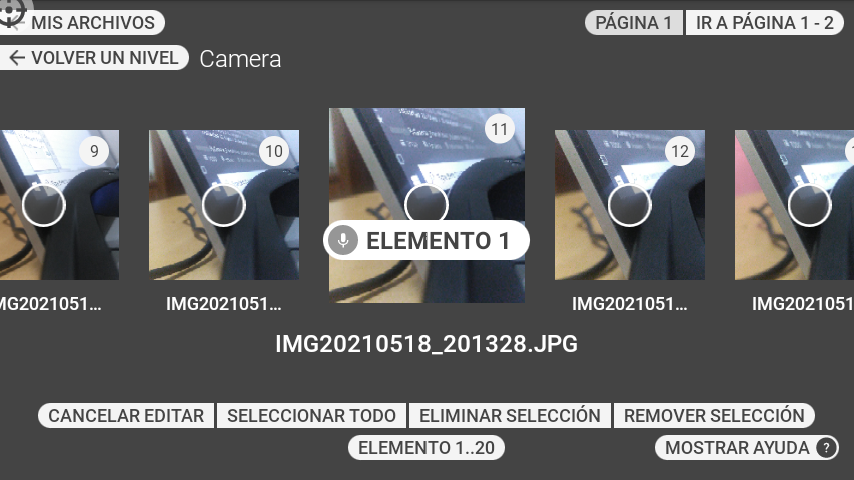 MIS ARCHIVOS
PÁGINA 1
IR A PÁGINA 1 - 2
VOLVER UN NIVEL
Camera
9
10
11
12
ELEMENTO 1
MG2021051...
IMG2021051...
IMG2021051...
IMG2021051
IMG20210518_201328.JPG
CANCELAR EDITAR
SELECCIONAR TODO
ELIMINAR SELECCIÓN
REMOVER SELECCIÓN
ELEMENTO 1..20
MOSTRAR AYUDA ?